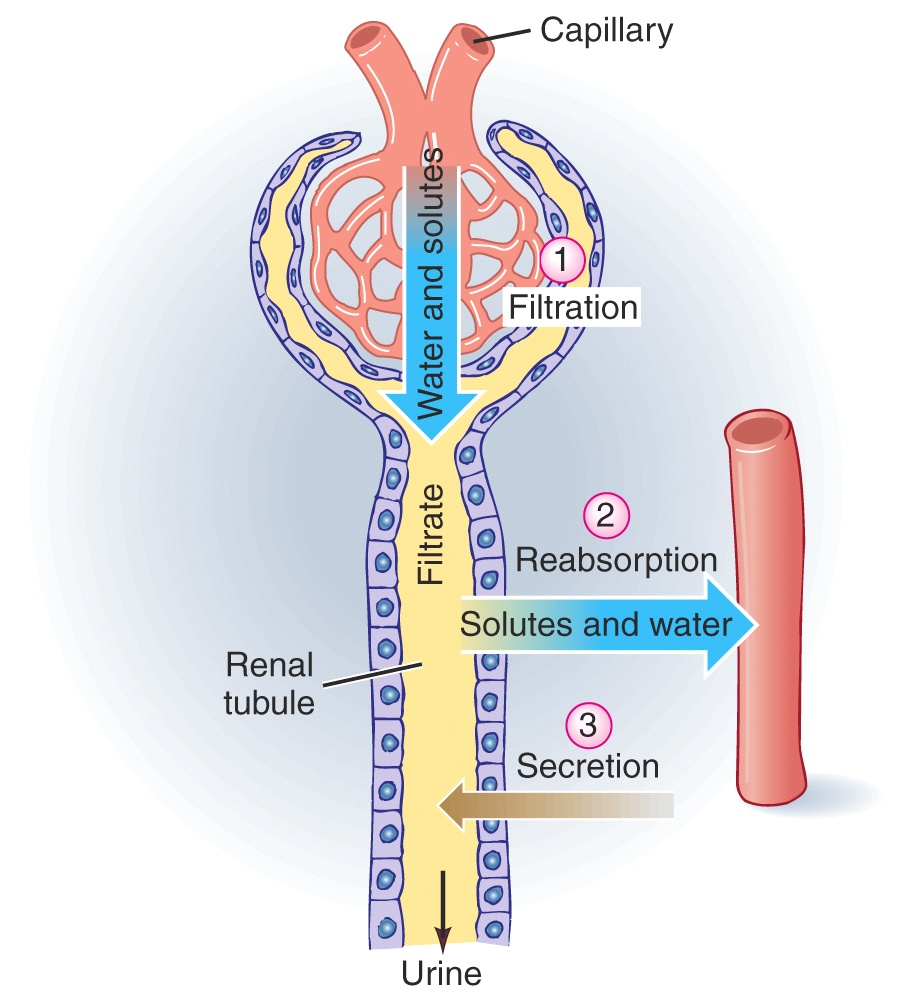 Capillary
Water and solutes
1
Filtration
Filtrate
2
Reabsorption
Solutes and water
Renal
tubule
3
Secretion
Urine